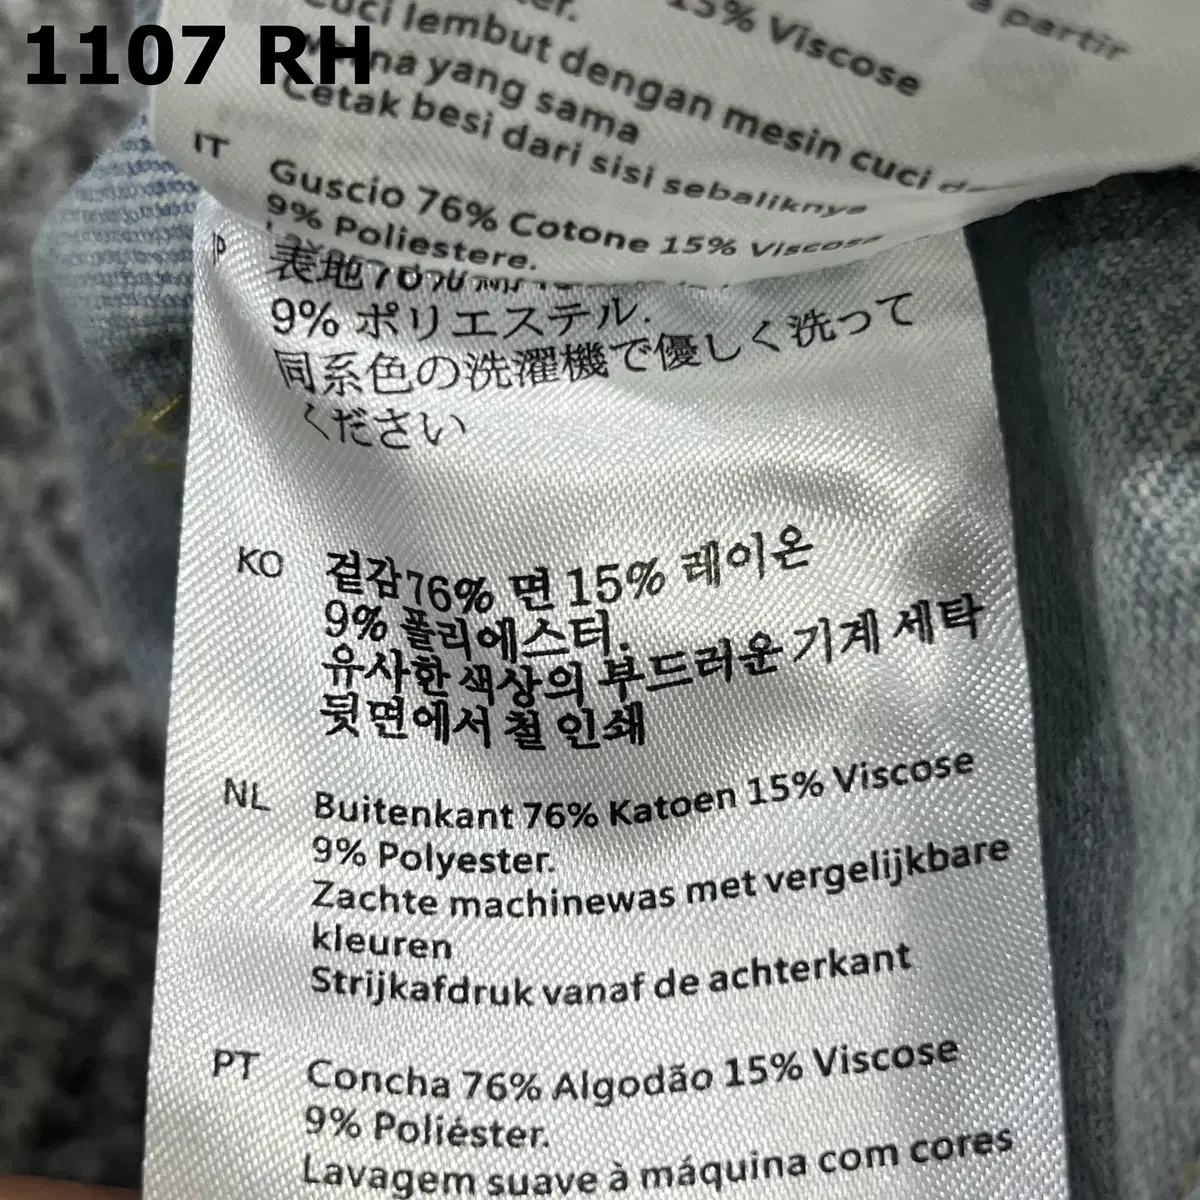 1107 RH
15% Viscose
a partir
cuci lembut dengan mesin cuci
yang sama
Cetak besi dari sisi sebaliknya
IT
Guscio 76% Cotone 15% Viscose
9% Poliestere.
JP
表地76%
9% ポリエステル.
同系色の洗濯機で優しく洗って
ください
KO
겉감76% 면 15% 레이온
9% 폴리에스터.
유사한 색상의 부드러운 기계 세탁
뒷면에서 철 인쇄
NL
Buitenkant 76% Katoen 15% Viscose
9% Polyester.
Zachte machinewas met vergelijkbare
kleuren
Strijkafdruk vanaf de achterkant
PT
Concha 76% Algodão 15% Viscose
9% Poliéster.
Lavagem suave à máquina com cores